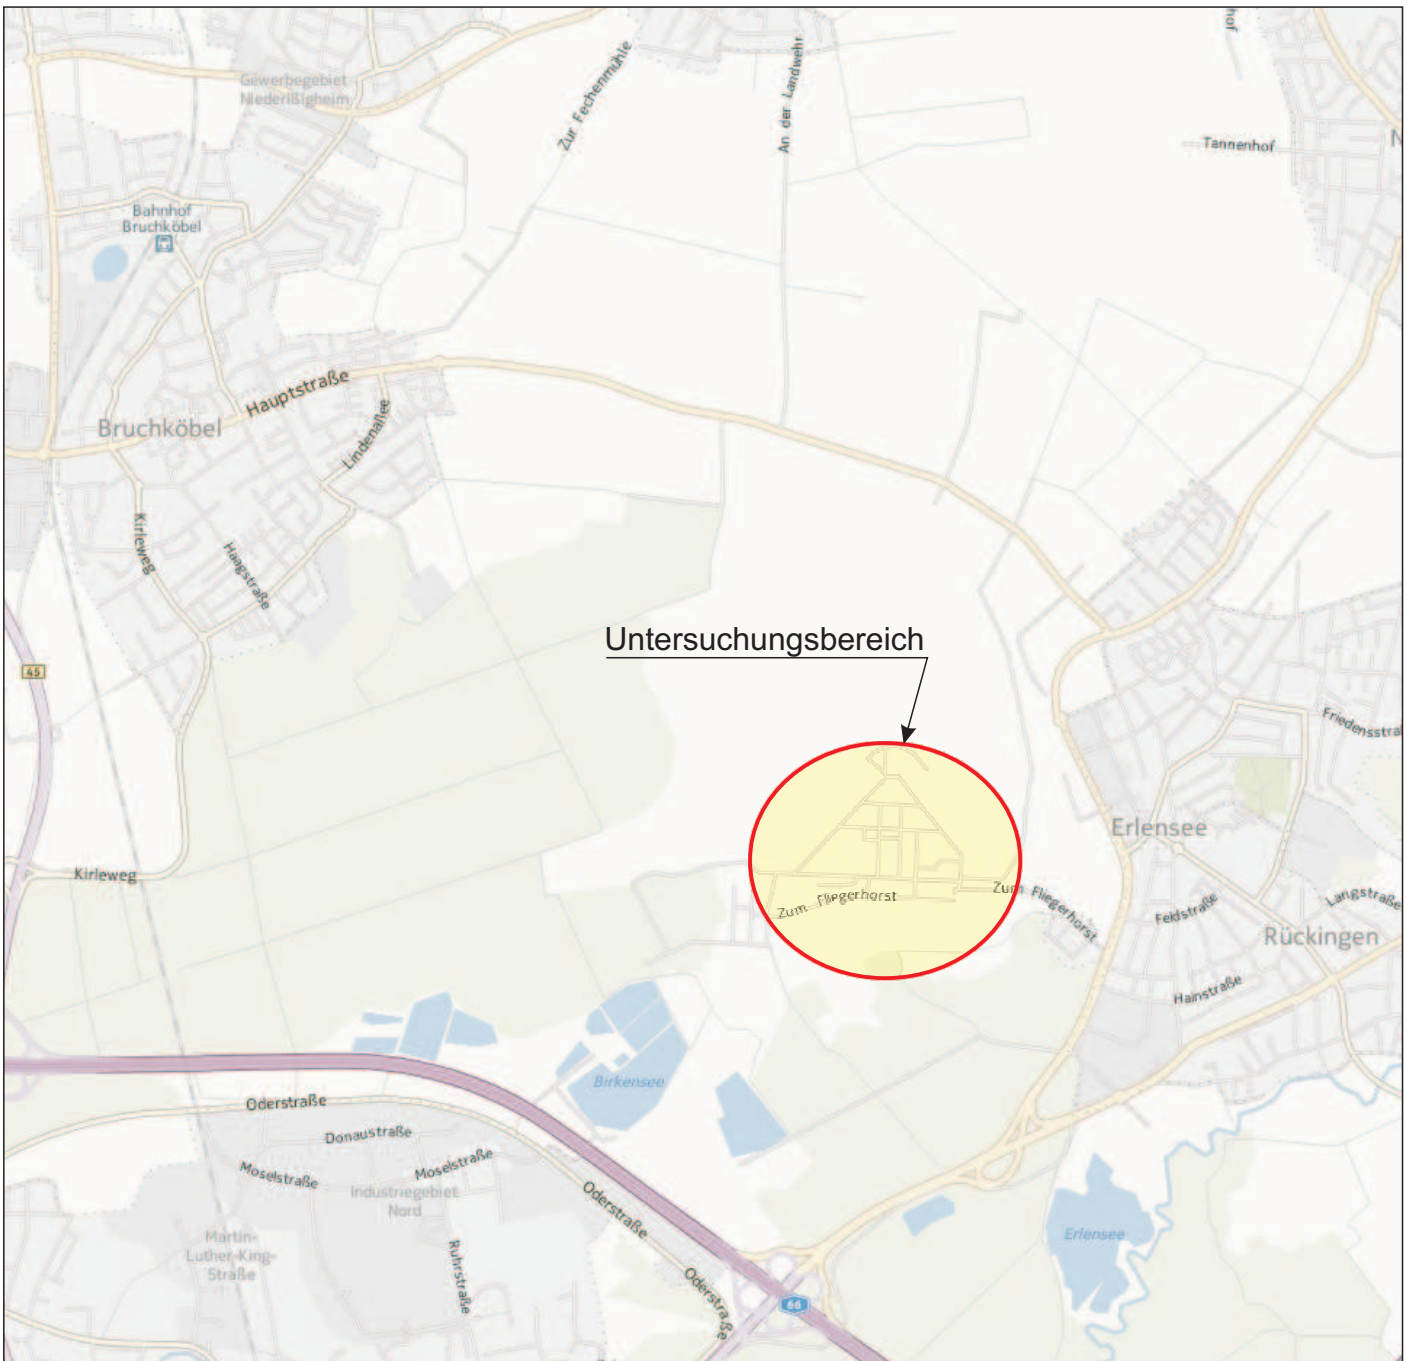 Gewerbegebiet
Niederißigheim
Zur Fechenmühle
An der Landwehr
hof
Tannenhof
N
Bahnhof
Bruchköbel
Hauptstraße
Lindenallee
Bruchköbel
Kirleweg
Haagstraße
Untersuchungsbereich
45
Friedensstra
Erlensee
Kirleweg
Zum Fliegerhorst
Zum Fliegerhorst
Feldstraße
Langstraße
Rückingen
Hainstraße
Birkensee
Oderstraße
Donaustraße
Moselstraße
Moselstraße
Industriegebiet
Nord
Oderstraße
Martin-
Luther-King-
Straße
Ruhrstraße
Erlensee
Oderstraße
66